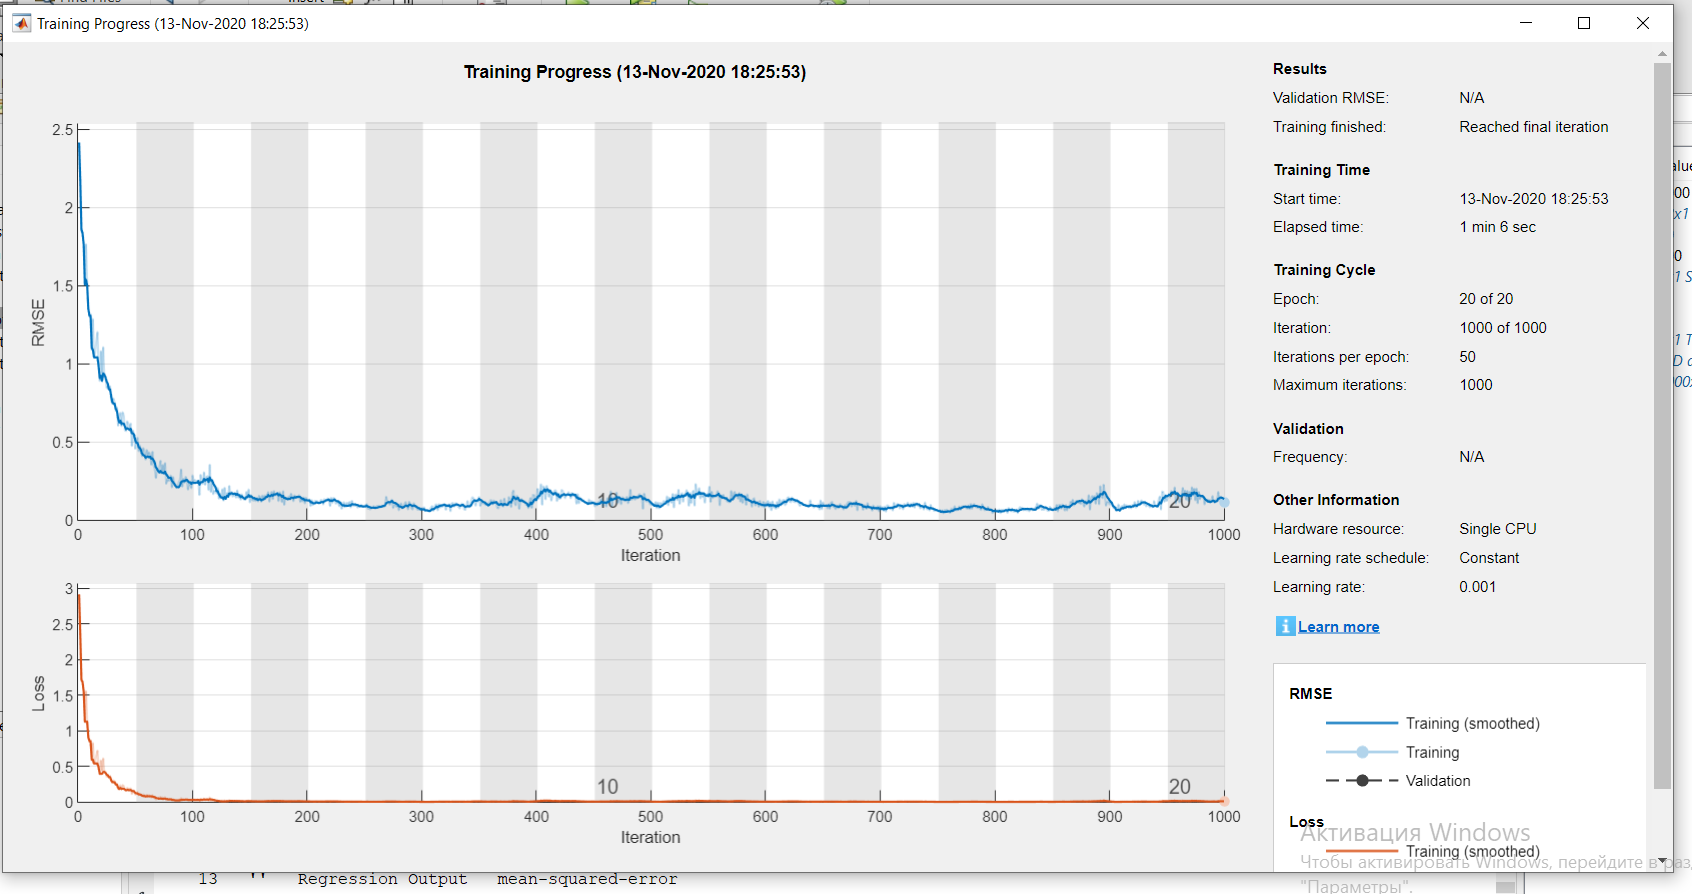 Find Files
Insert
Training Progress (13-Nov-2020 18:25:53)
Training Progress (13-Nov-2020 18:25:53)
2.5
2
1.5
1
0.5
0
RMSE
10
20
0 100 200 300 400 500 600 700 800 900 1000
Iteration
3
2.5
2
1.5
1
0.5
0
Loss
10
20
0 100 200 300 400 500 600 700 800 900 1000
Iteration
Results
Validation RMSE: N/A
Training finished: Reached final iteration
Training Time
Start time: 13-Nov-2020 18:25:53
Elapsed time: 1 min 6 sec
Training Cycle
Epoch: 20 of 20
Iteration: 1000 of 1000
Iterations per epoch: 50
Maximum iterations: 1000
Validation
Frequency: N/A
Other Information
Hardware resource: Single CPU
Learning rate schedule: Constant
Learning rate: 0.001
Learn more
RMSE
Training (smoothed)
Training
Validation
Loss
Training (smoothed)
Активация Windows
Чтобы активировать Windows, перейдите в раз
"Параметры".
13 '' Regression Output mean-squared-error